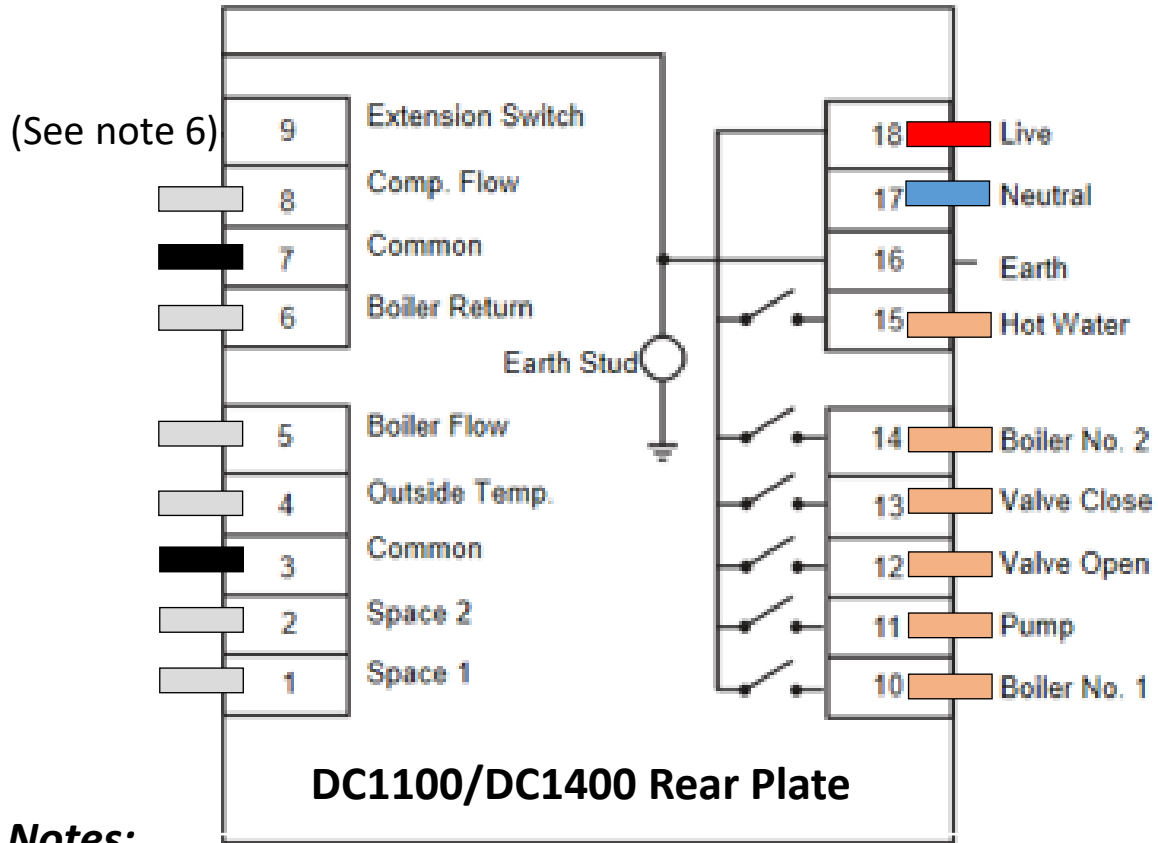 (See note 6)
9 Extension Switch
8 Comp. Flow
7 Common
6 Boiler Return
Earth Stud
5 Boiler Flow
4 Outside Temp.
3 Common
2 Space 2
1 Space 1
18 Live
17 Neutral
16 Earth
15 Hot Water
14 Boiler No. 2
13 Valve Close
12 Valve Open
11 Pump
10 Boiler No. 1
DC1100/DC1400 Rear Plate
Notes: